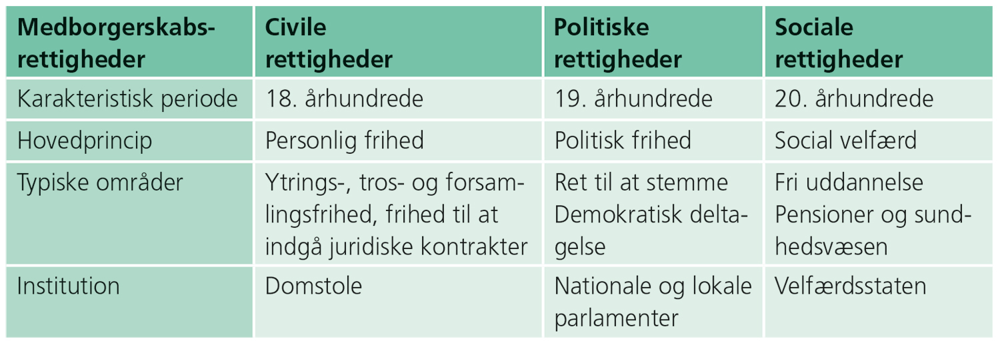 Medborgerskabs-
rettigheder
Civile
rettigheder
Politiske
rettigheder
Sociale
rettigheder
Karakteristisk periode
18. århundrede
19. århundrede
20. århundrede
Hovedprincip
Personlig frihed
Politisk frihed
Social velfærd
Typiske områder
Ytrings-, tros- og forsam-
lingsfrihed, frihed til at
indgå juridiske kontrakter
Ret til at stemme
Demokratisk delta-
gelse
Fri uddannelse
Pensioner og sund-
hedsvæsen
Institution
Domstole
Nationale og lokale
parlamenter
Velfærdsstaten